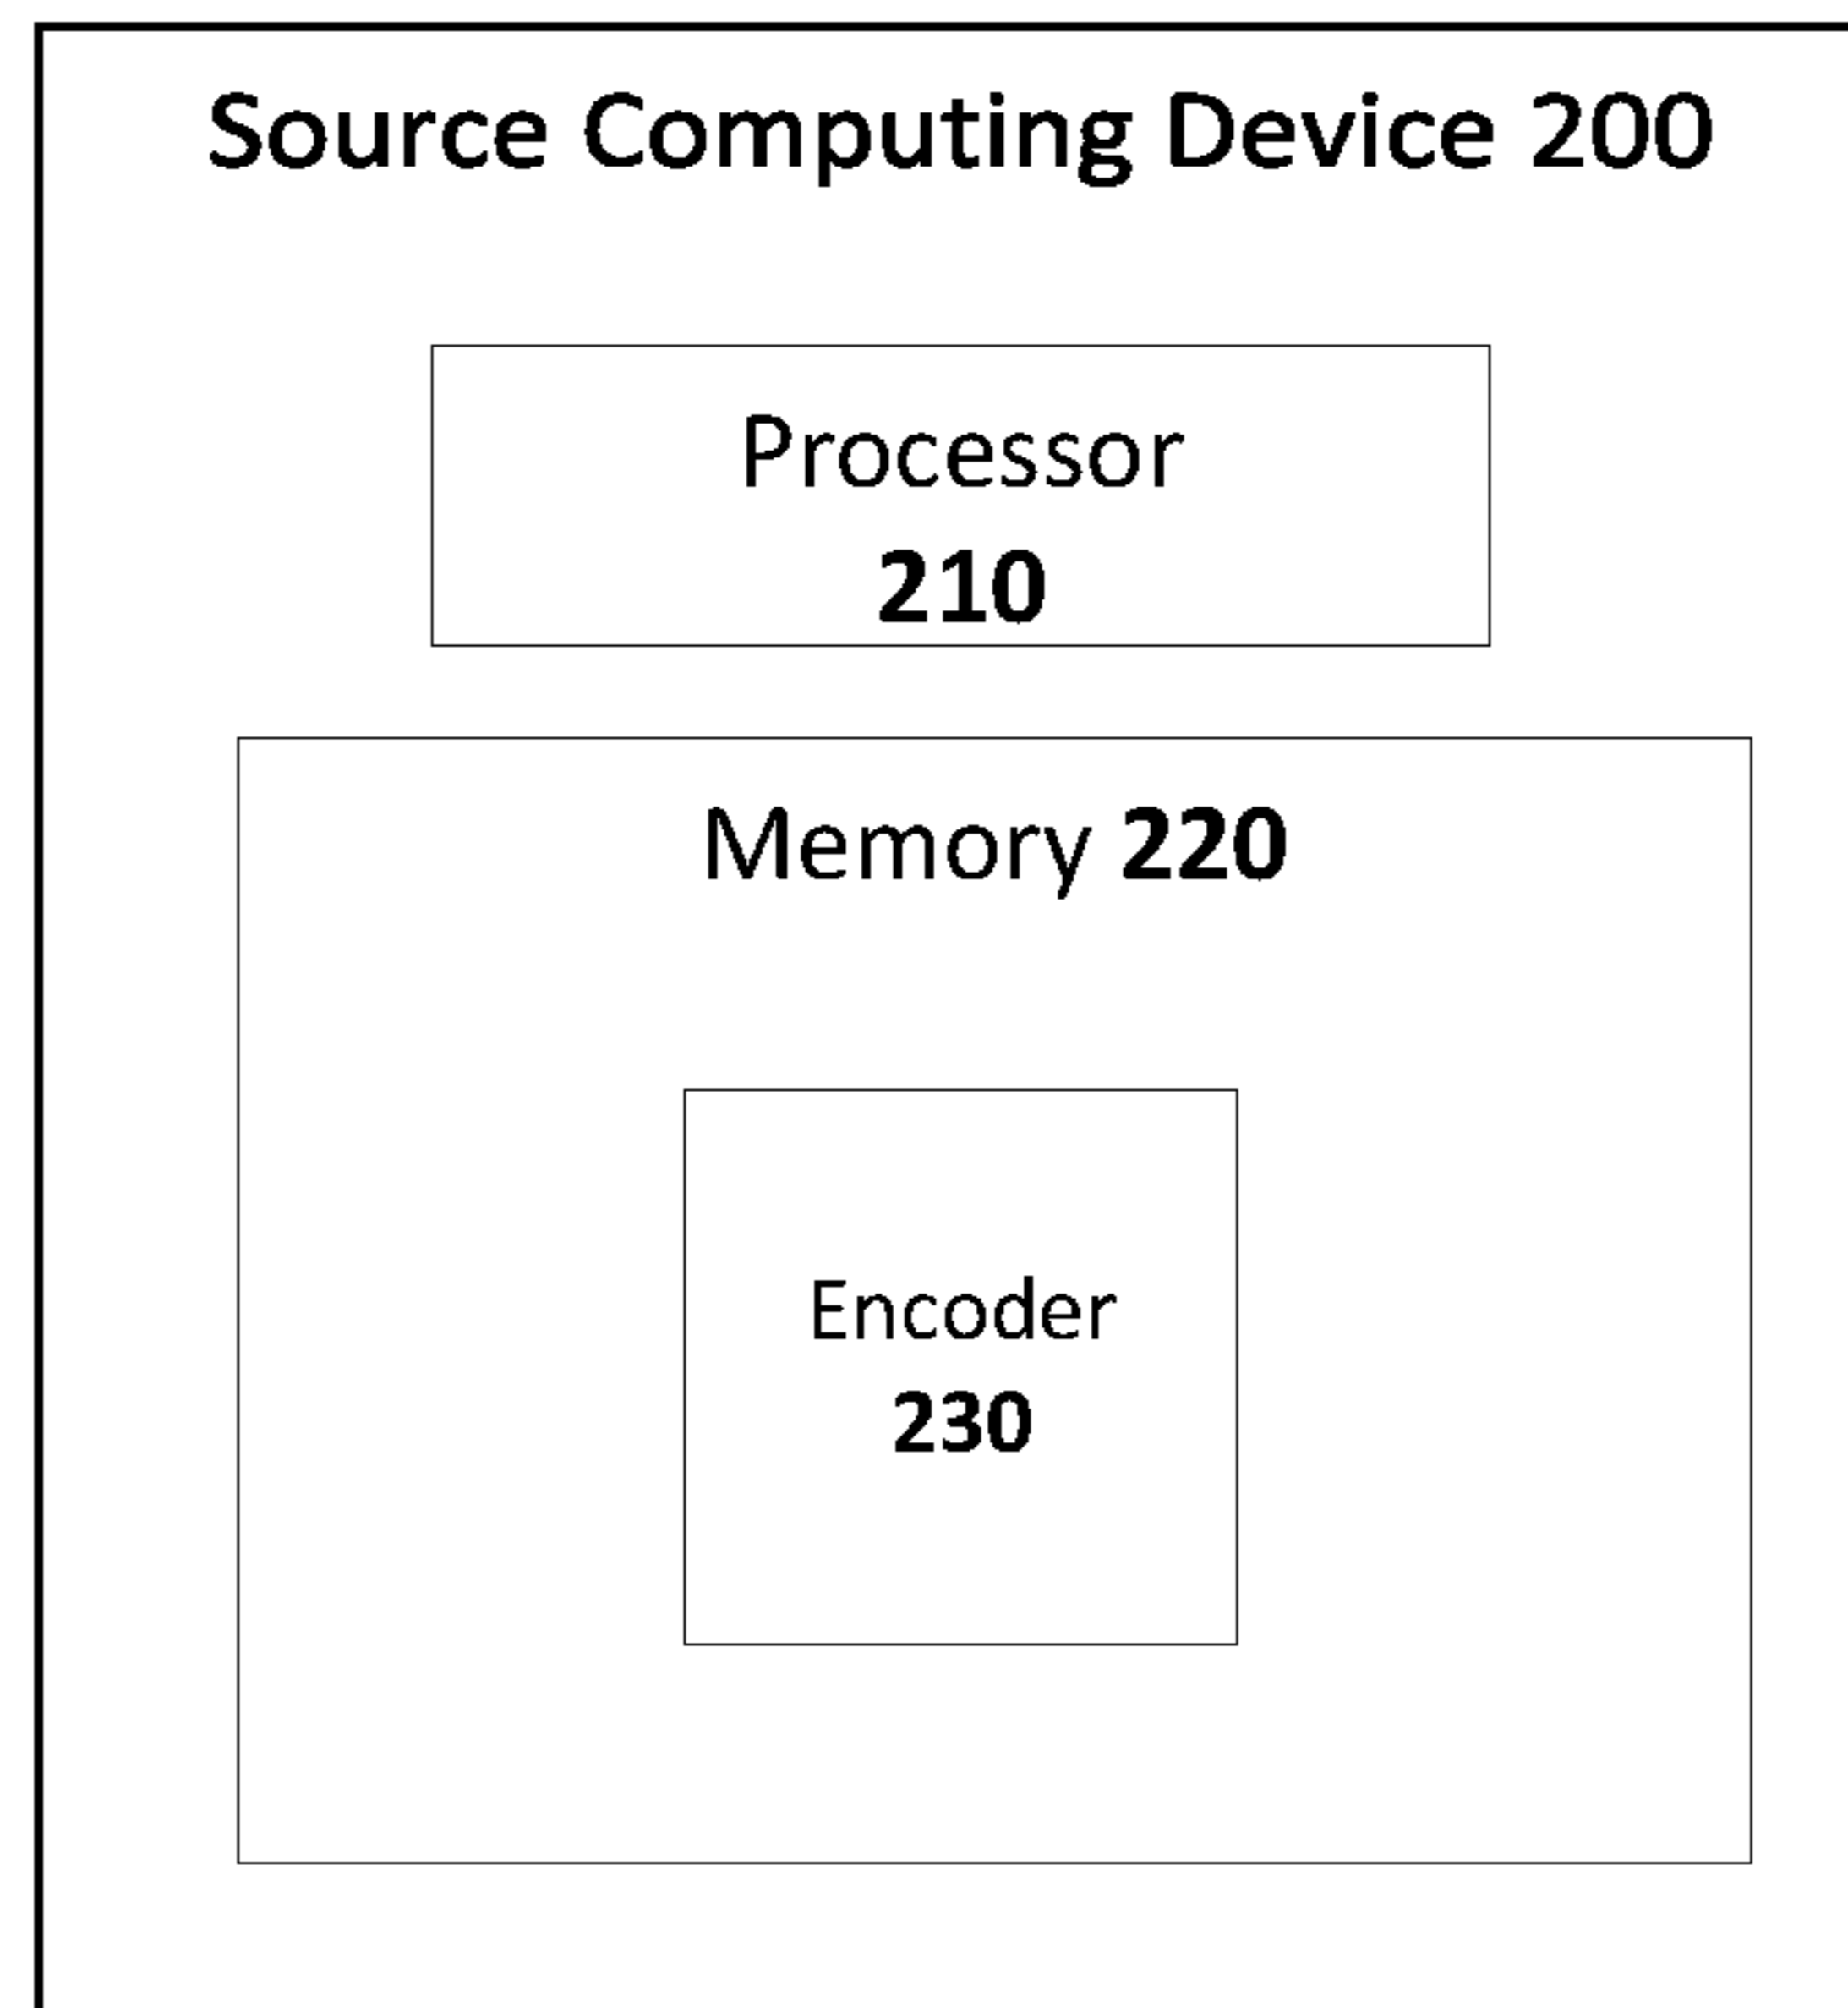 Source Computing Device 200
Processor
210
Memory 220
Encoder
230